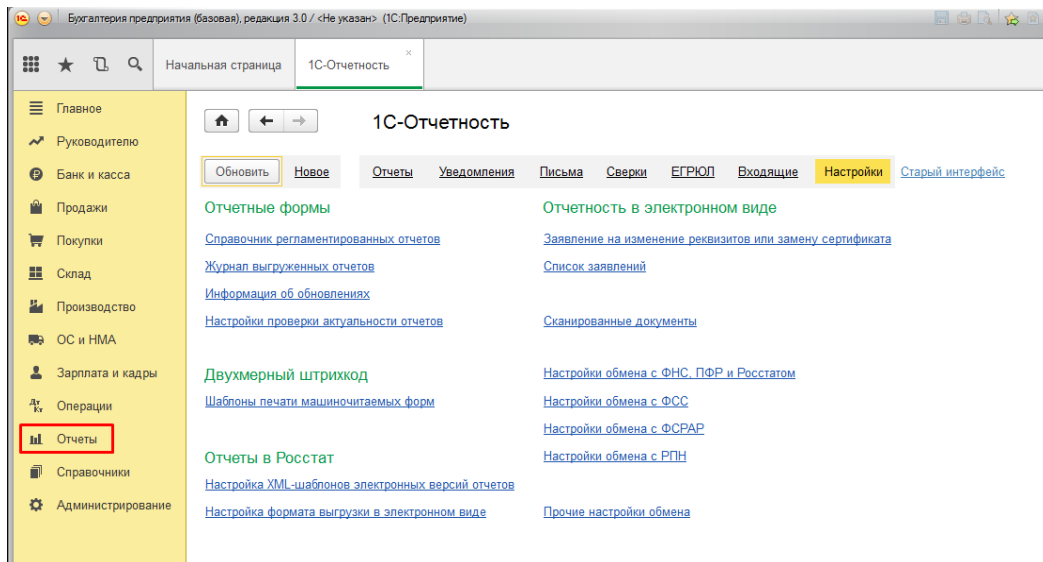 1С Бухгалтерия предприятия (базовая), редакция 3.0 / <Не указан> (1С:Предприятие)
Начальная страница 1С-Отчетность ×
Главное
Руководителю
Банк и касса
Продажи
Покупки
Склад
Производство
ОС и НМА
Зарплата и кадры
Дт Кт Операции
Отчеты
Справочники
Администрирование
1С-Отчетность
Обновить Новое Отчеты Уведомления Письма Сверки ЕГРЮЛ Входящие Настройки Старый интерфейс
Отчетные формы
Справочник регламентированных отчетов
Журнал выгруженных отчетов
Информация об обновлениях
Настройки проверки актуальности отчетов
Двухмерный штрихкод
Шаблоны печати машиночитаемых форм
Отчеты в Росстат
Настройка XML-шаблонов электронных версий отчетов
Настройка формата выгрузки в электронном виде
Отчетность в электронном виде
Заявление на изменение реквизитов или замену сертификата
Список заявлений
Сканированные документы
Настройки обмена с ФНС, ПФР и Росстатом
Настройки обмена с ФСС
Настройки обмена с ФСРАР
Настройки обмена с РПН
Прочие настройки обмена